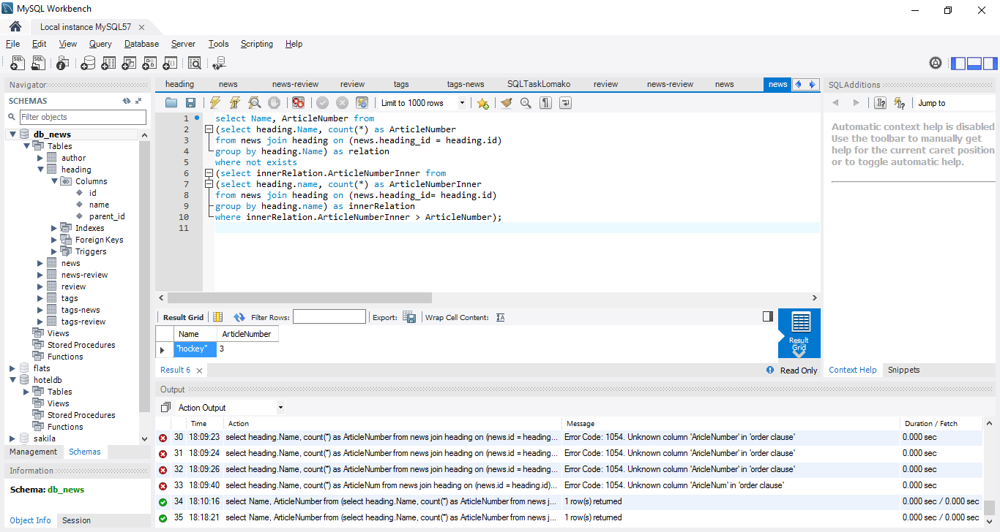 MySQL Workbench
Local instance MySQL57
File Edit View Query Database Server Tools Scripting Help
Navigator
SCHEMAS
Filter objects
db_news
Tables
author
heading
Columns
id
name
parent_id
Indexes
Foreign Keys
Triggers
news
news-review
review
tags
tags-news
tags-review
Views
Stored Procedures
Functions
flats
hoteldb
Tables
Views
Stored Procedures
Functions
sakila
Management Schemas
Information
Schema: db_news
Object Info Session
heading news news-review review tags tags-news SQLTaskLomako review news-review news news
Limit to 1000 rows
1 select Name, ArticleNumber from
2 (select heading.Name, count(*) as ArticleNumber
3 from news join heading on (news.heading_id = heading.id)
4 group by heading.Name) as relation
5 where not exists
6 (select innerRelation.ArticleNumberInner from
7 (select heading.name, count(*) as ArticleNumberInner
8 from news join heading on (news.heading_id= heading.id)
9 group by heading.name) as innerRelation
10 where innerRelation.ArticleNumberInner > ArticleNumber);
11
Result Grid Filter Rows: Export: Wrap Cell Content:
Name ArticleNumber
"hockey" 3
Result Grid
Result 6 Read Only
SQLAdditions
Jump to
Automatic context help is disabled
Use the toolbar to manually get
help for the current caret position
or to toggle automatic help.
Context Help Snippets
Output
Action Output
Time Action Message Duration / Fetch
30 18:09:23 select heading.Name, count(*) as ArticleNumber from news join heading on (news.id = heading... Error Code: 1054. Unknown column 'AricleNumber' in 'order clause' 0.000 sec
31 18:09:24 select heading.Name, count(*) as ArticleNumber from news join heading on (news.id = heading... Error Code: 1054. Unknown column 'AricleNumber' in 'order clause' 0.000 sec
32 18:09:26 select heading.Name, count(*) as ArticleNumber from news join heading on (news.id = heading... Error Code: 1054. Unknown column 'AricleNumber' in 'order clause' 0.000 sec
33 18:09:40 select heading.Name, count(*) as ArticleNum from news join heading on (news.id = heading.id)... Error Code: 1054. Unknown column 'AricleNum' in 'order clause' 0.000 sec
34 18:10:16 select Name, ArticleNumber from (select heading.Name, count(*) as ArticleNumber from news j... 1 row(s) returned 0.000 sec / 0.000 sec
35 18:18:21 select Name, ArticleNumber from (select heading.Name, count(*) as ArticleNumber from news j... 1 row(s) returned 0.000 sec / 0.000 sec